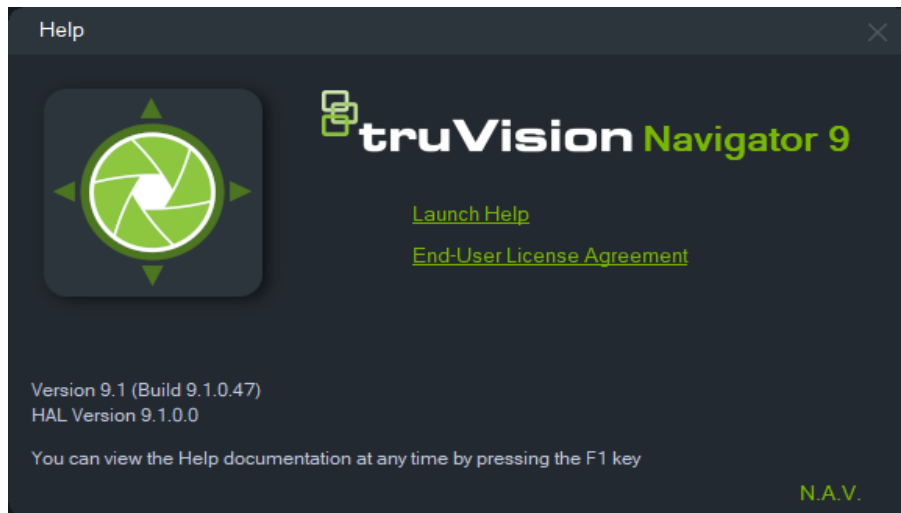 Help
truVision Navigator 9
Launch Help
End-User License Agreement
Version 9.1 (Build 9.1.0.47)
HAL Version 9.1.0.0
You can view the Help documentation at any time by pressing the F1 key
N.A.V.